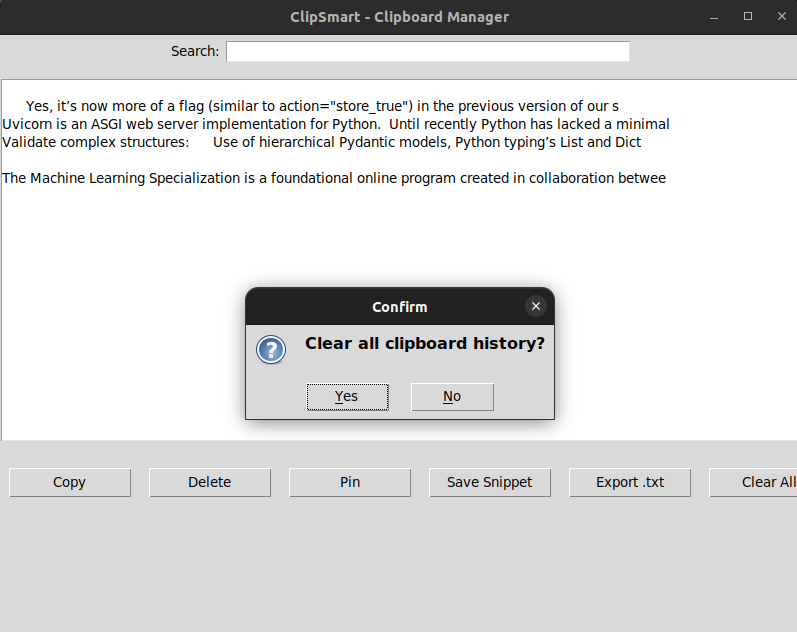 ClipSmart - Clipboard Manager
Search:
Yes, it’s now more of a flag (similar to action="store_true") in the previous version of our s
Uvicorn is an ASGI web server implementation for Python.  Until recently Python has lacked a minimal
Validate complex structures:      Use of hierarchical Pydantic models, Python typing’s List and Dict
The Machine Learning Specialization is a foundational online program created in collaboration betwee
Confirm
Clear all clipboard history?
Yes
No
Copy
Delete
Pin
Save Snippet
Export .txt
Clear All